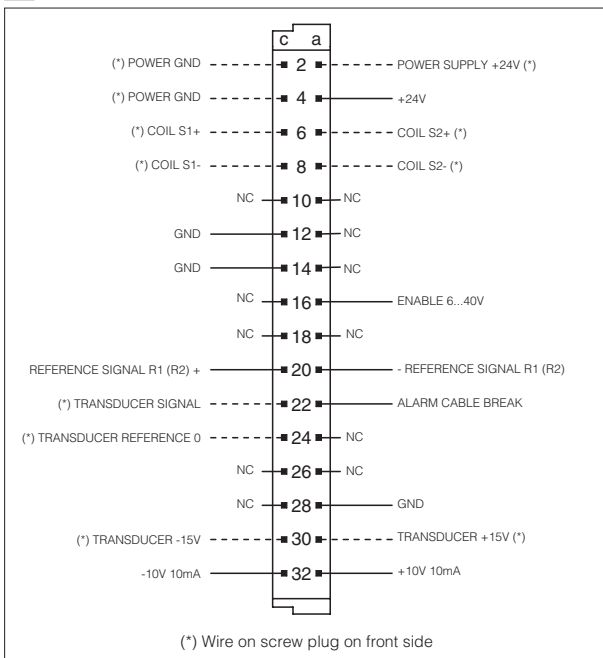 c a
(*) POWER GND 2 POWER SUPPLY +24V (*)
(*) POWER GND 4 +24V
(*) COIL S1+ 6 COIL S2+ (*)
(*) COIL S1- 8 COIL S2- (*)
NC 10 NC
GND 12 NC
GND 14 NC
NC 16 ENABLE 6...40V
NC 18 NC
REFERENCE SIGNAL R1 (R2) + 20 - REFERENCE SIGNAL R1 (R2)
(*) TRANSDUCER SIGNAL 22 ALARM CABLE BREAK
(*) TRANSDUCER REFERENCE 0 24 NC
NC 26 NC
NC 28 GND
(*) TRANSDUCER -15V 30 TRANSDUCER +15V (*)
-10V 10mA 32 +10V 10mA
(*) Wire on screw plug on front side